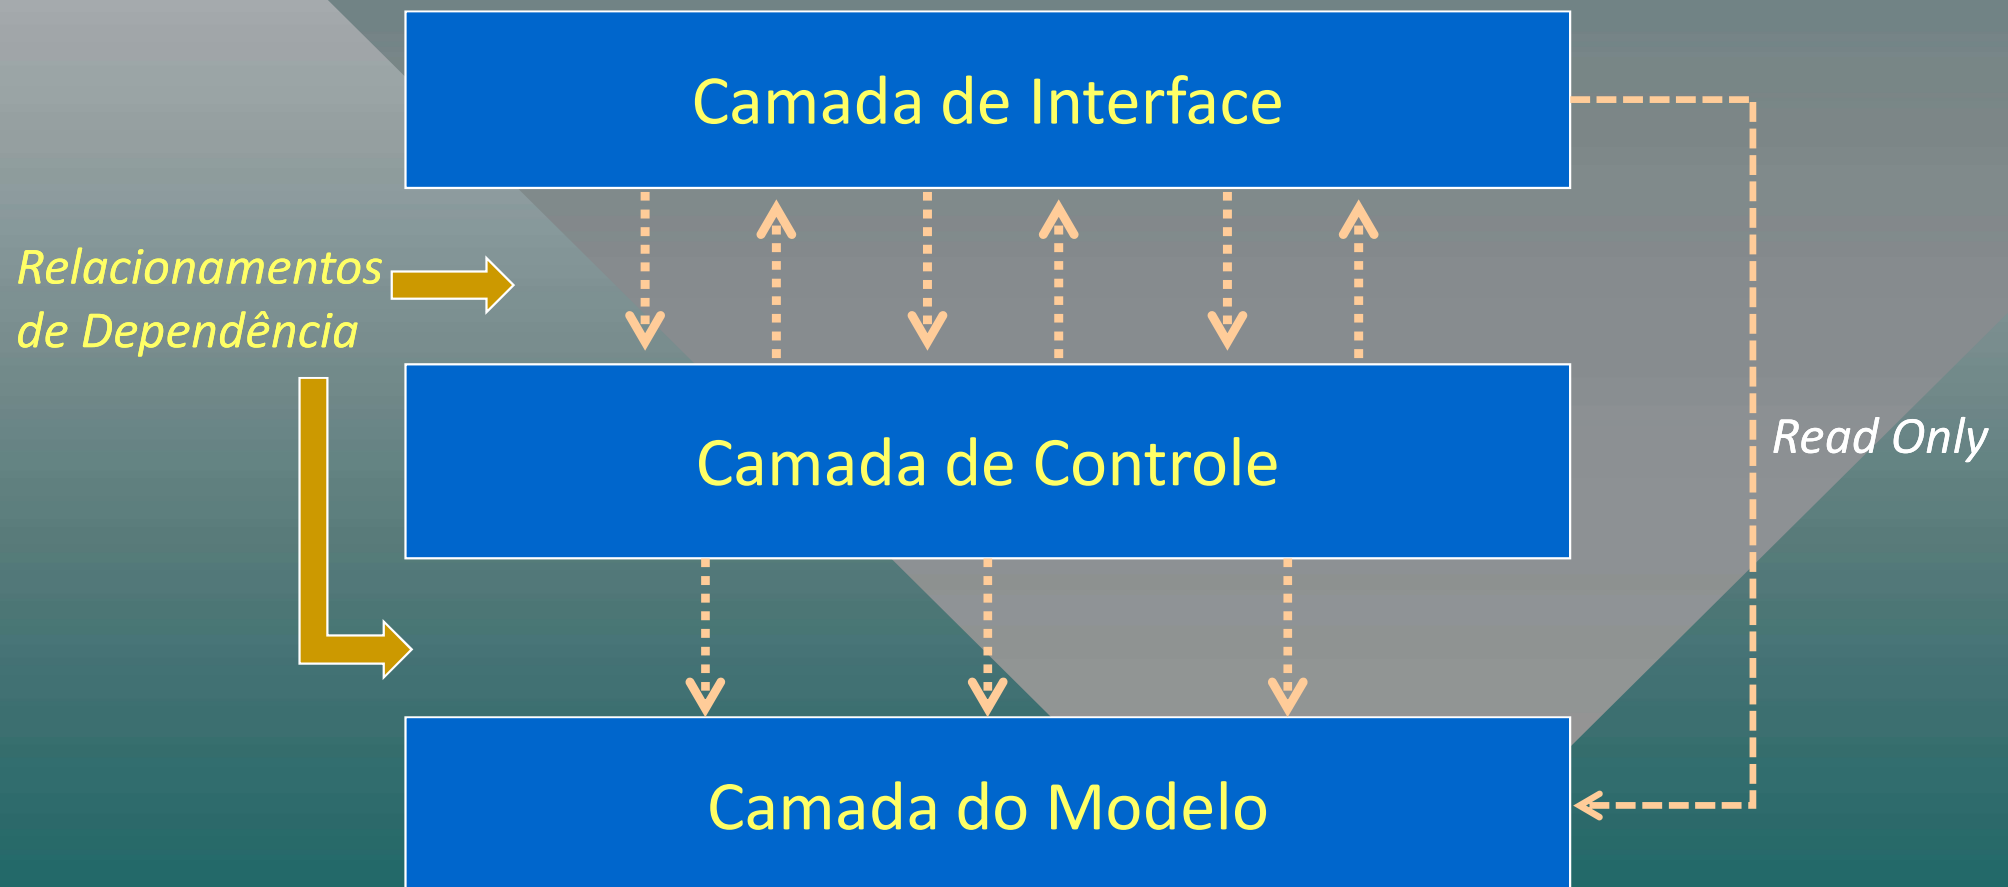 Camada de Interface
Relacionamentos
de Dependência
Camada de Controle
Read Only
Camada do Modelo